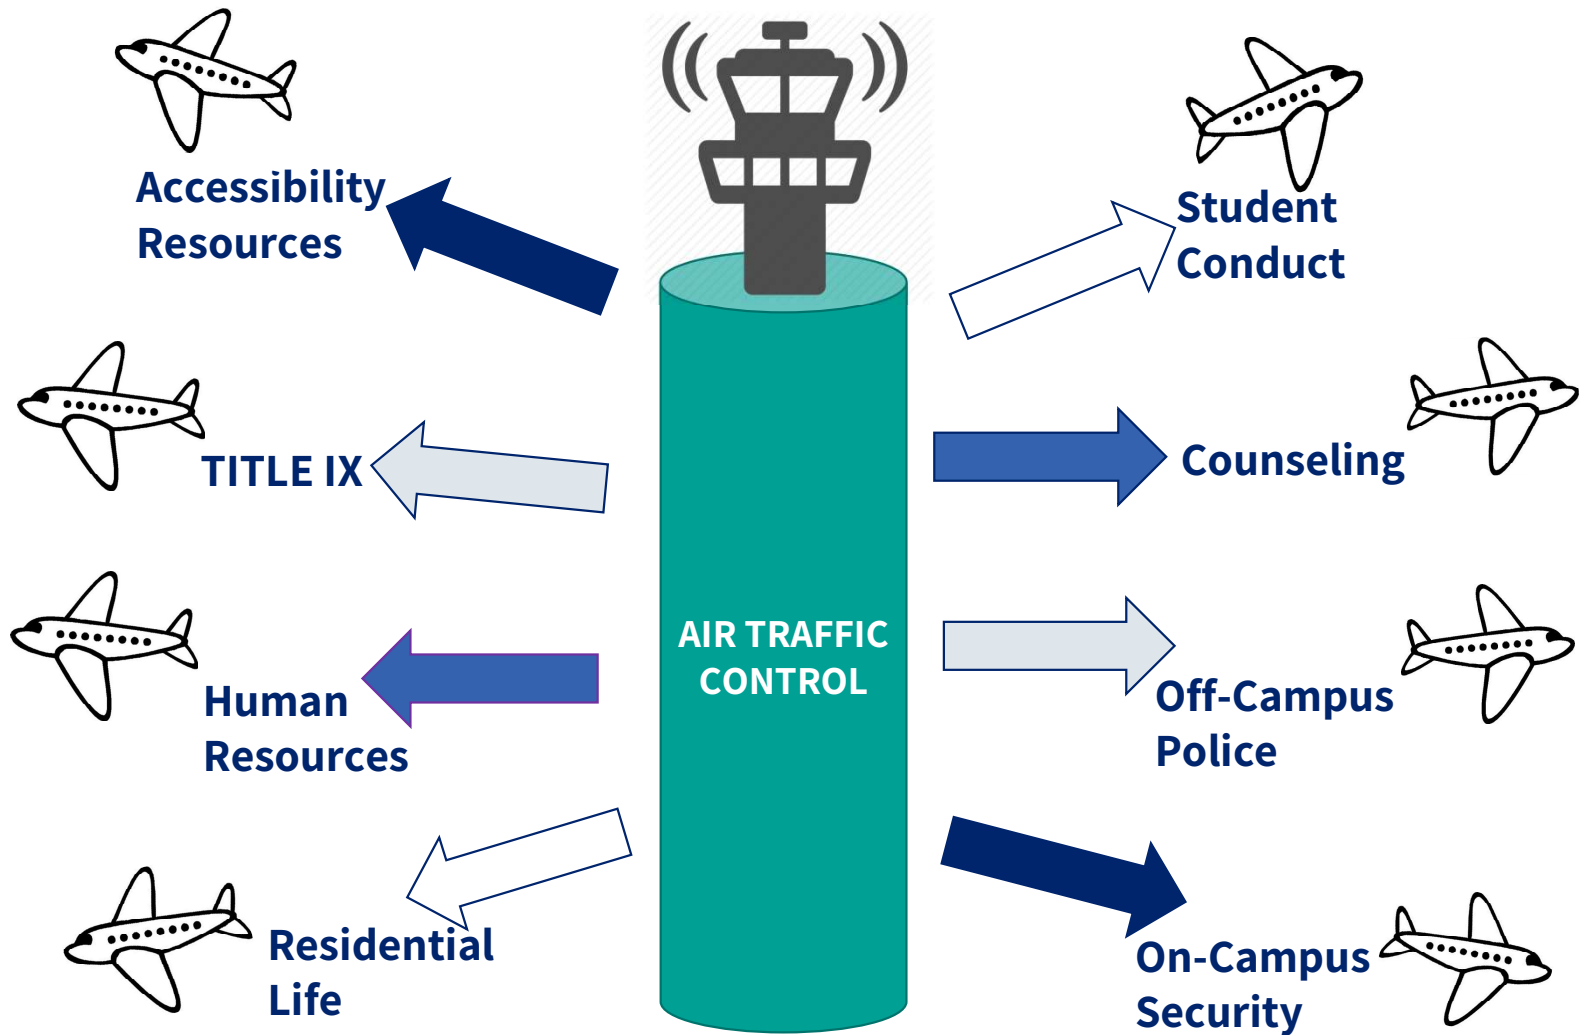 Accessibility
Resources
TITLE IX
Human
Resources
Residential
Life
AIR TRAFFIC
CONTROL
Student
Conduct
Counseling
Off-Campus
Police
On-Campus
Security